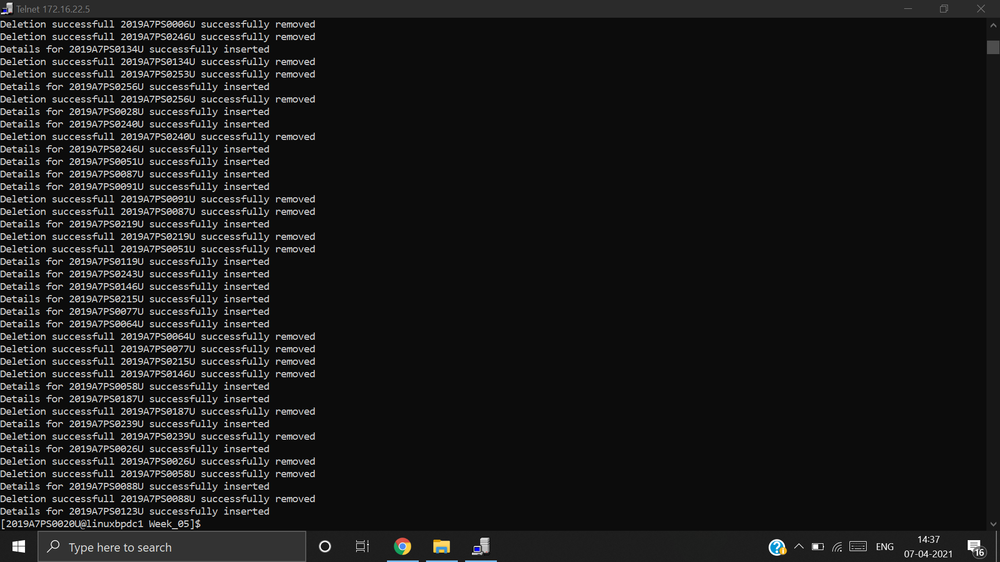 Telnet 172.16.22.5
Deletion successfull 2019A7PS0006U successfully removed
Deletion successfull 2019A7PS0246U successfully removed
Details for 2019A7PS0134U successfully inserted
Deletion successfull 2019A7PS0134U successfully removed
Deletion successfull 2019A7PS0253U successfully removed
Details for 2019A7PS0256U successfully inserted
Deletion successfull 2019A7PS0256U successfully removed
Details for 2019A7PS0028U successfully inserted
Details for 2019A7PS0240U successfully inserted
Deletion successfull 2019A7PS0240U successfully removed
Details for 2019A7PS0246U successfully inserted
Details for 2019A7PS0051U successfully inserted
Details for 2019A7PS0087U successfully inserted
Details for 2019A7PS0091U successfully inserted
Deletion successfull 2019A7PS0091U successfully removed
Deletion successfull 2019A7PS0087U successfully removed
Details for 2019A7PS0219U successfully inserted
Deletion successfull 2019A7PS0219U successfully removed
Deletion successfull 2019A7PS0051U successfully removed
Details for 2019A7PS0119U successfully inserted
Details for 2019A7PS0243U successfully inserted
Details for 2019A7PS0146U successfully inserted
Details for 2019A7PS0215U successfully inserted
Details for 2019A7PS0077U successfully inserted
Details for 2019A7PS0064U successfully inserted
Deletion successfull 2019A7PS0064U successfully removed
Deletion successfull 2019A7PS0077U successfully removed
Deletion successfull 2019A7PS0215U successfully removed
Deletion successfull 2019A7PS0146U successfully removed
Details for 2019A7PS0058U successfully inserted
Details for 2019A7PS0187U successfully inserted
Deletion successfull 2019A7PS0187U successfully removed
Details for 2019A7PS0239U successfully inserted
Deletion successfull 2019A7PS0239U successfully removed
Details for 2019A7PS0026U successfully inserted
Deletion successfull 2019A7PS0026U successfully removed
Deletion successfull 2019A7PS0058U successfully removed
Details for 2019A7PS0088U successfully inserted
Deletion successfull 2019A7PS0088U successfully removed
Details for 2019A7PS0123U successfully inserted
[2019A7PS0020U@linuxbpdc1 Week_05]$
Type here to search
ENG
14:37
07-04-2021
16